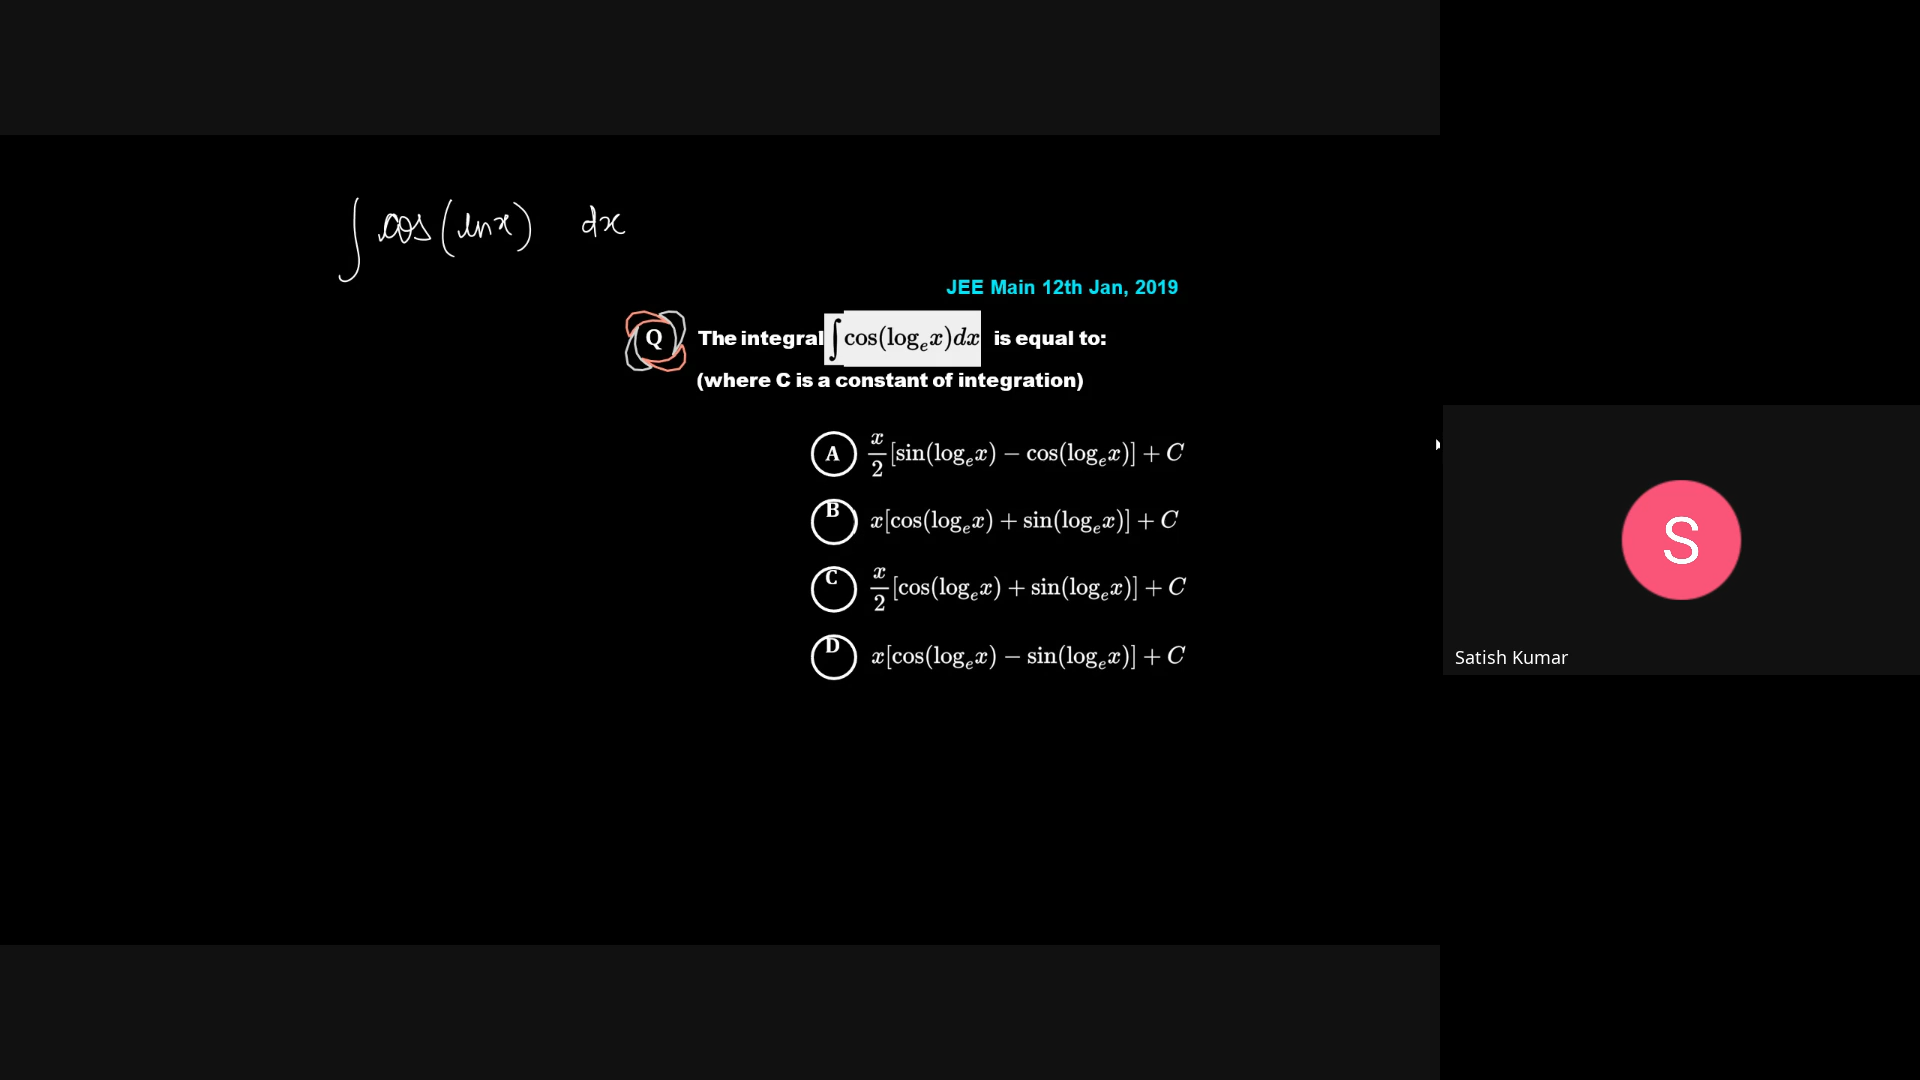 ∫ cos(lnx) dx
JEE Main 12th Jan, 2019
Q The integral ∫cos(logₑx)dx is equal to:
(where C is a constant of integration)
A x/2[sin(logₑx) − cos(logₑx)] + C
B x[cos(logₑx) + sin(logₑx)] + C
C x/2[cos(logₑx) + sin(logₑx)] + C
D x[cos(logₑx) − sin(logₑx)] + C
S
Satish Kumar